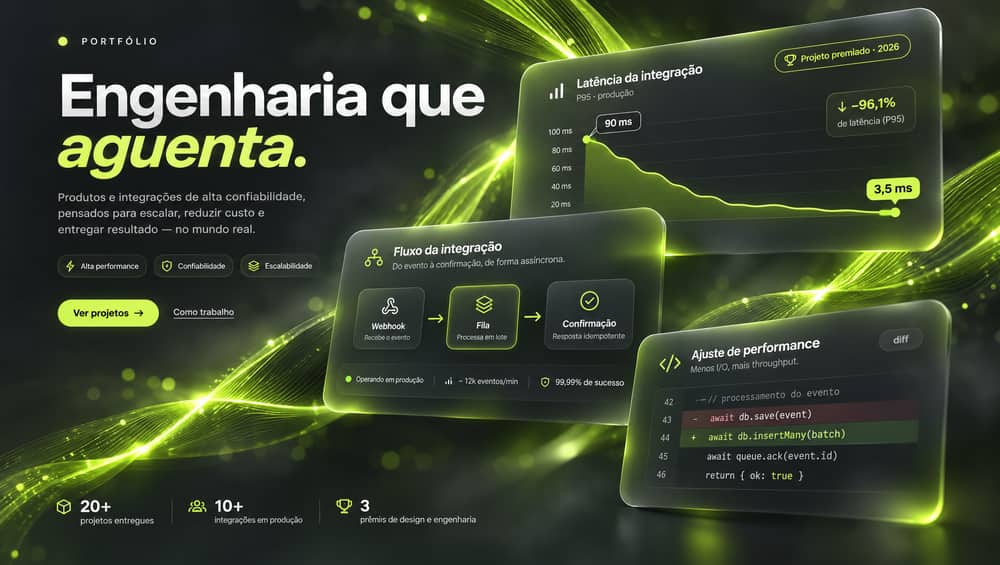 PORTFÓLIO
Engenharia que
aguenta.
Produtos e integrações de alta confiabilidade,
pensados para escalar, reduzir custo e
entregar resultado — no mundo real.
Alta performance
Confiabilidade
Escalabilidade
Ver projetos →
Como trabalho
20+
projetos entregues
10+
integrações em produção
3
prêmis de design e engenharia
Latência da integração
P95 · produção
Projeto premiado · 2026
↓ −96,1%
de latência (P95)
100 ms
80 ms
60 ms
40 ms
20 ms
90 ms
3,5 ms
Fluxo da integração
Do evento à confirmação, de forma assíncrona.
Webhook
Recebe o evento
→
Fila
Processa em lote
→
Confirmação
Resposta idempotente
Operando em produção
~ 12k eventos/min
99,99% de sucesso
</> Ajuste de performance
Menos I/O, mais throughput.
diff
42 // processamento do evento
43 - await db.save(event)
44 + await db.insertMany(batch)
45 await queue.ack(event.id)
46 return { ok: true }